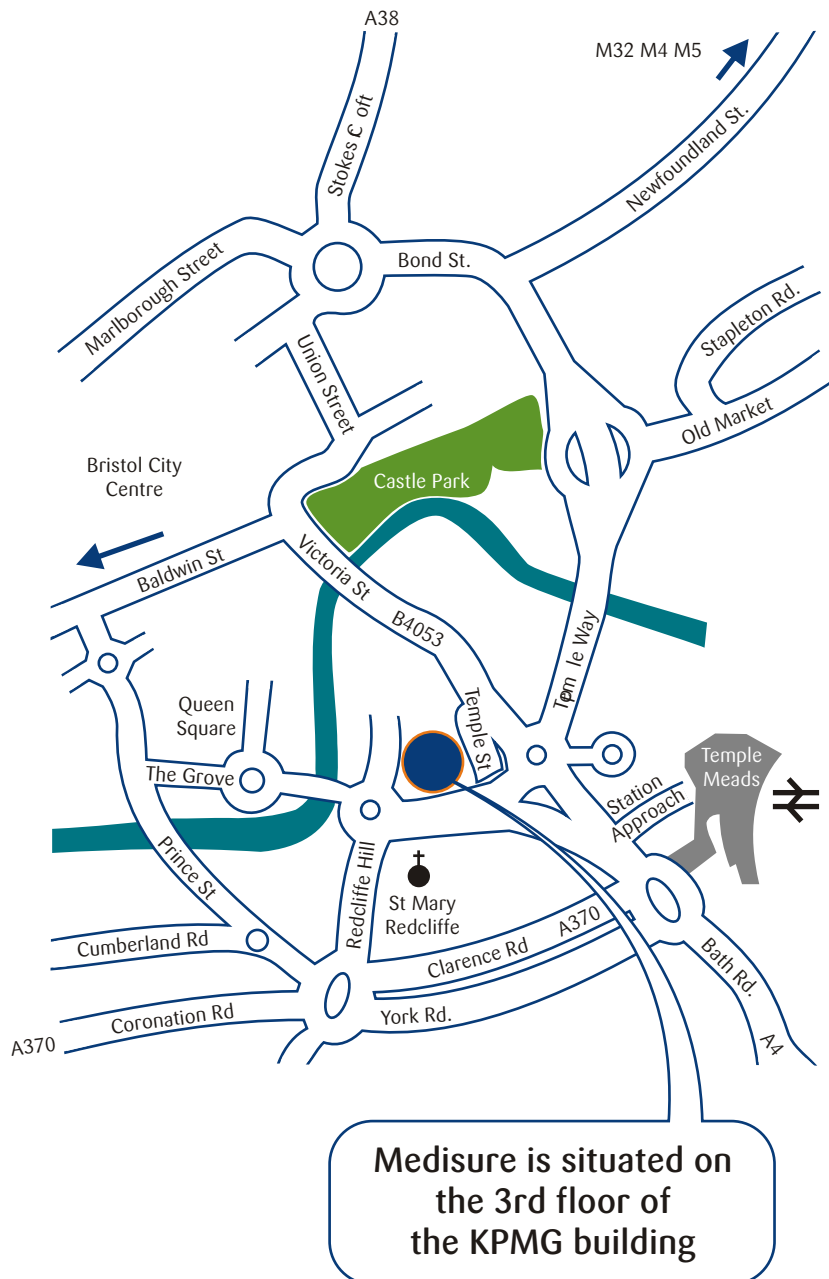 A38
M32 M4 M5
Stokes Croft
Newfoundland St.
Marlborough Street
Bond St.
Stapleton Rd.
Union Street
Old Market
Bristol City
Centre
Castle Park
Baldwin St
Victoria St
B4053
Temple Way
Queen
Square
Temple St
Temple
Meads
The Grove
Station
Approach
Prince St
Redcliffe Hill
St Mary
Redcliffe
A370
Cumberland Rd
Clarence Rd
Bath Rd.
Coronation Rd
York Rd.
A370
A4
Medisure is situated on
the 3rd floor of
the KPMG building